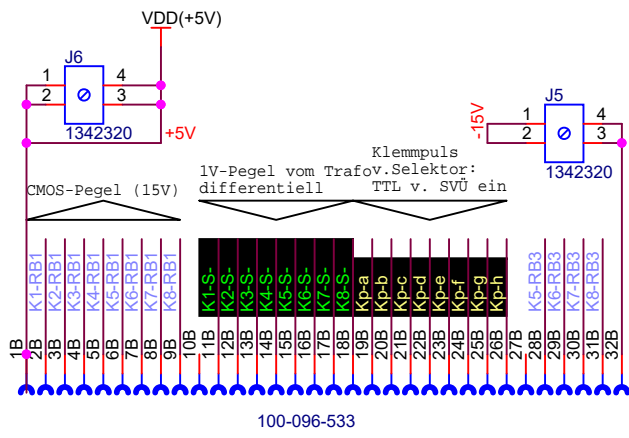 VDD(+5V)
J6
1 4
2 3
1342320
+5V
J5
-15V
1 4
2 3
1342320
CMOS-Pegel (15V)
1V-Pegel vom Trafo
differentiell
Klemmpuls
v.Selektor:
TTL v. SVÜ ein
K1-RB1
K2-RB1
K3-RB1
K4-RB1
K5-RB1
K6-RB1
K7-RB1
K8-RB1
K1-S-
K2-S-
K3-S-
K4-S-
K5-S-
K6-S-
K7-S-
K8-S-
Kp-a
Kp-b
Kp-c
Kp-d
Kp-e
Kp-f
Kp-g
Kp-h
K5-RB3
K6-RB3
K7-RB3
K8-RB3
1B
2B
3B
4B
5B
6B
7B
8B
9B
10B
11B
12B
13B
14B
15B
16B
17B
18B
19B
20B
21B
22B
23B
24B
25B
26B
27B
28B
29B
30B
31B
32B
100-096-533